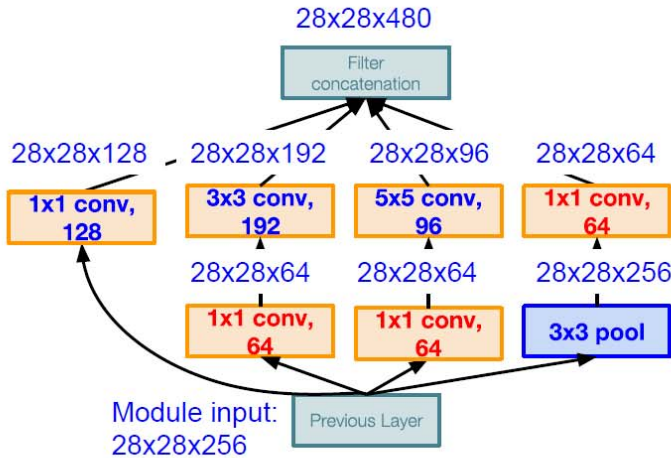 28x28x480
Filter
concatenation
28x28x128
28x28x192
28x28x96
28x28x64
1x1 conv,
128
3x3 conv,
192
5x5 conv,
96
1x1 conv,
64
28x28x64
28x28x64
28x28x256
1x1 conv,
64
1x1 conv,
64
3x3 pool
Module input:
28x28x256
Previous Layer